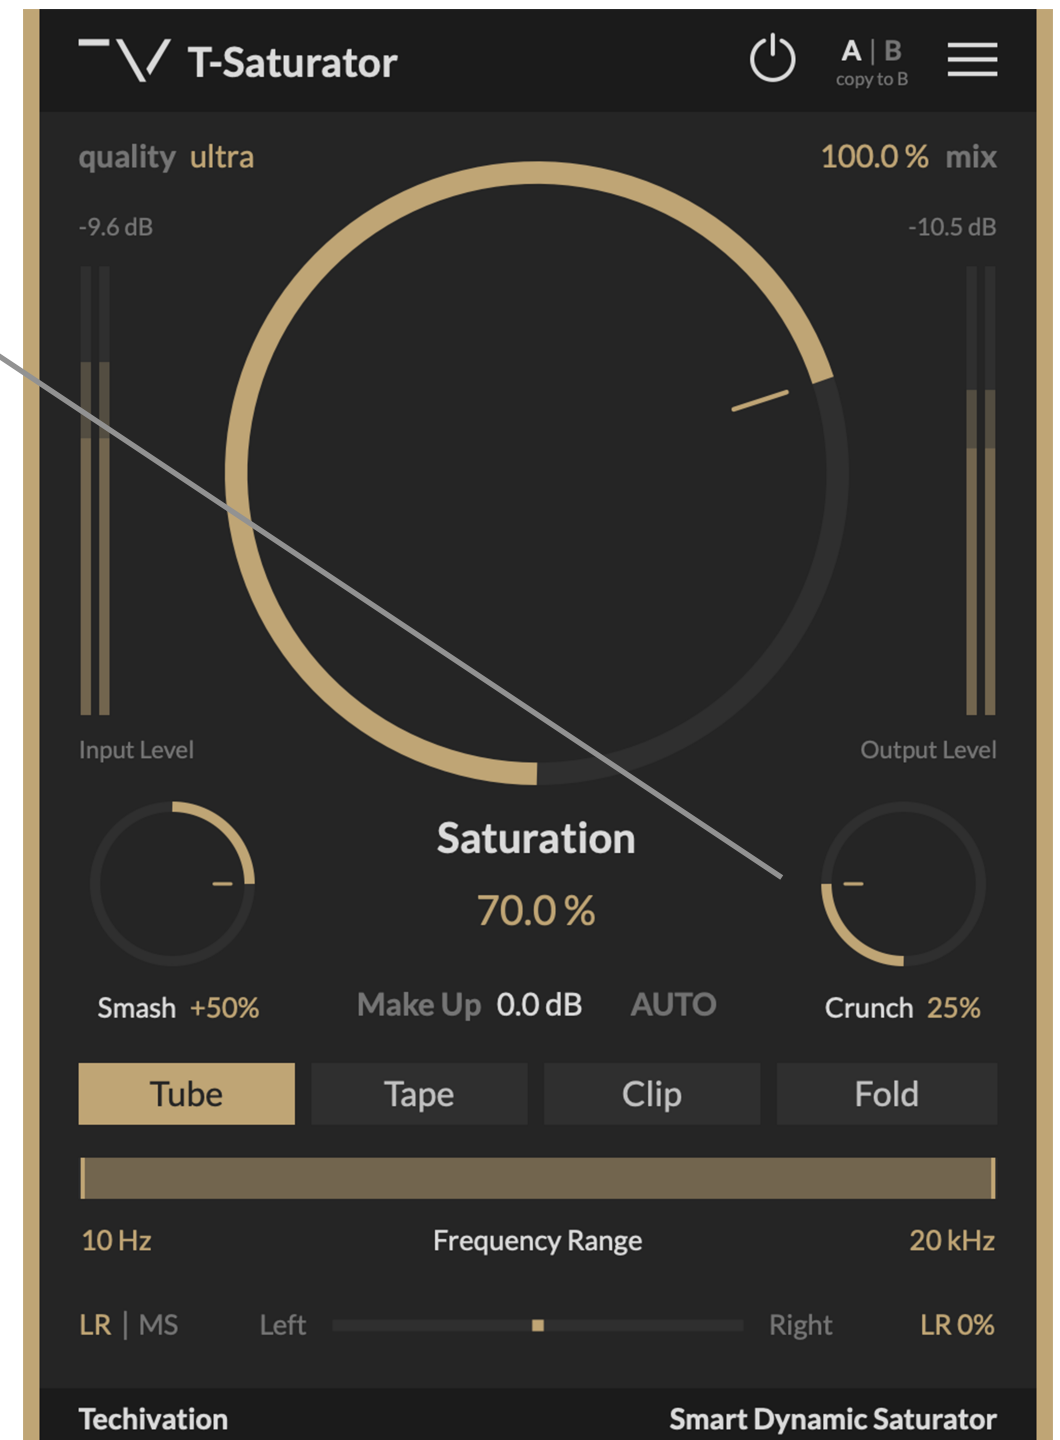 T-Saturator
A | B
copy to B
quality ultra
100.0 % mix
-9.6 dB
-10.5 dB
Input Level
Output Level
Saturation
70.0 %
Smash +50%
Make Up 0.0 dB AUTO
Crunch 25%
Tube Tape Clip Fold
10 Hz Frequency Range 20 kHz
LR | MS Left Right LR 0%
Techivation Smart Dynamic Saturator